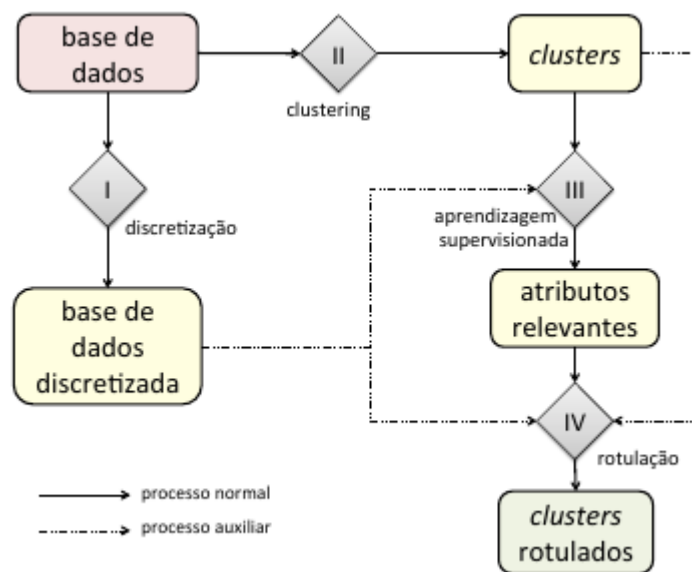 base de
dados
II
clustering
clusters
I
discretização
III
aprendizagem
supervisionada
base de
dados
discretizada
atributos
relevantes
IV
rotulação
processo normal
processo auxiliar
clusters
rotulados